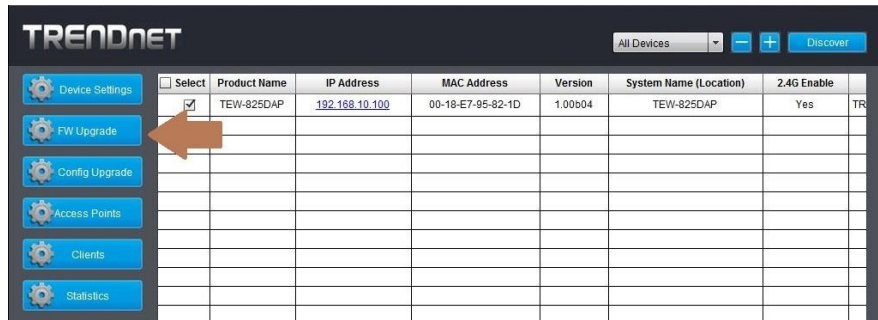 TRENDnet
All Devices
Discover
Device Settings
FW Upgrade
Config Upgrade
Access Points
Clients
Statistics
Select Product Name IP Address MAC Address Version System Name (Location) 2.4G Enable
TEW-825DAP 192.168.10.100 00-18-E7-95-82-1D 1.00b04 TEW-825DAP Yes TR